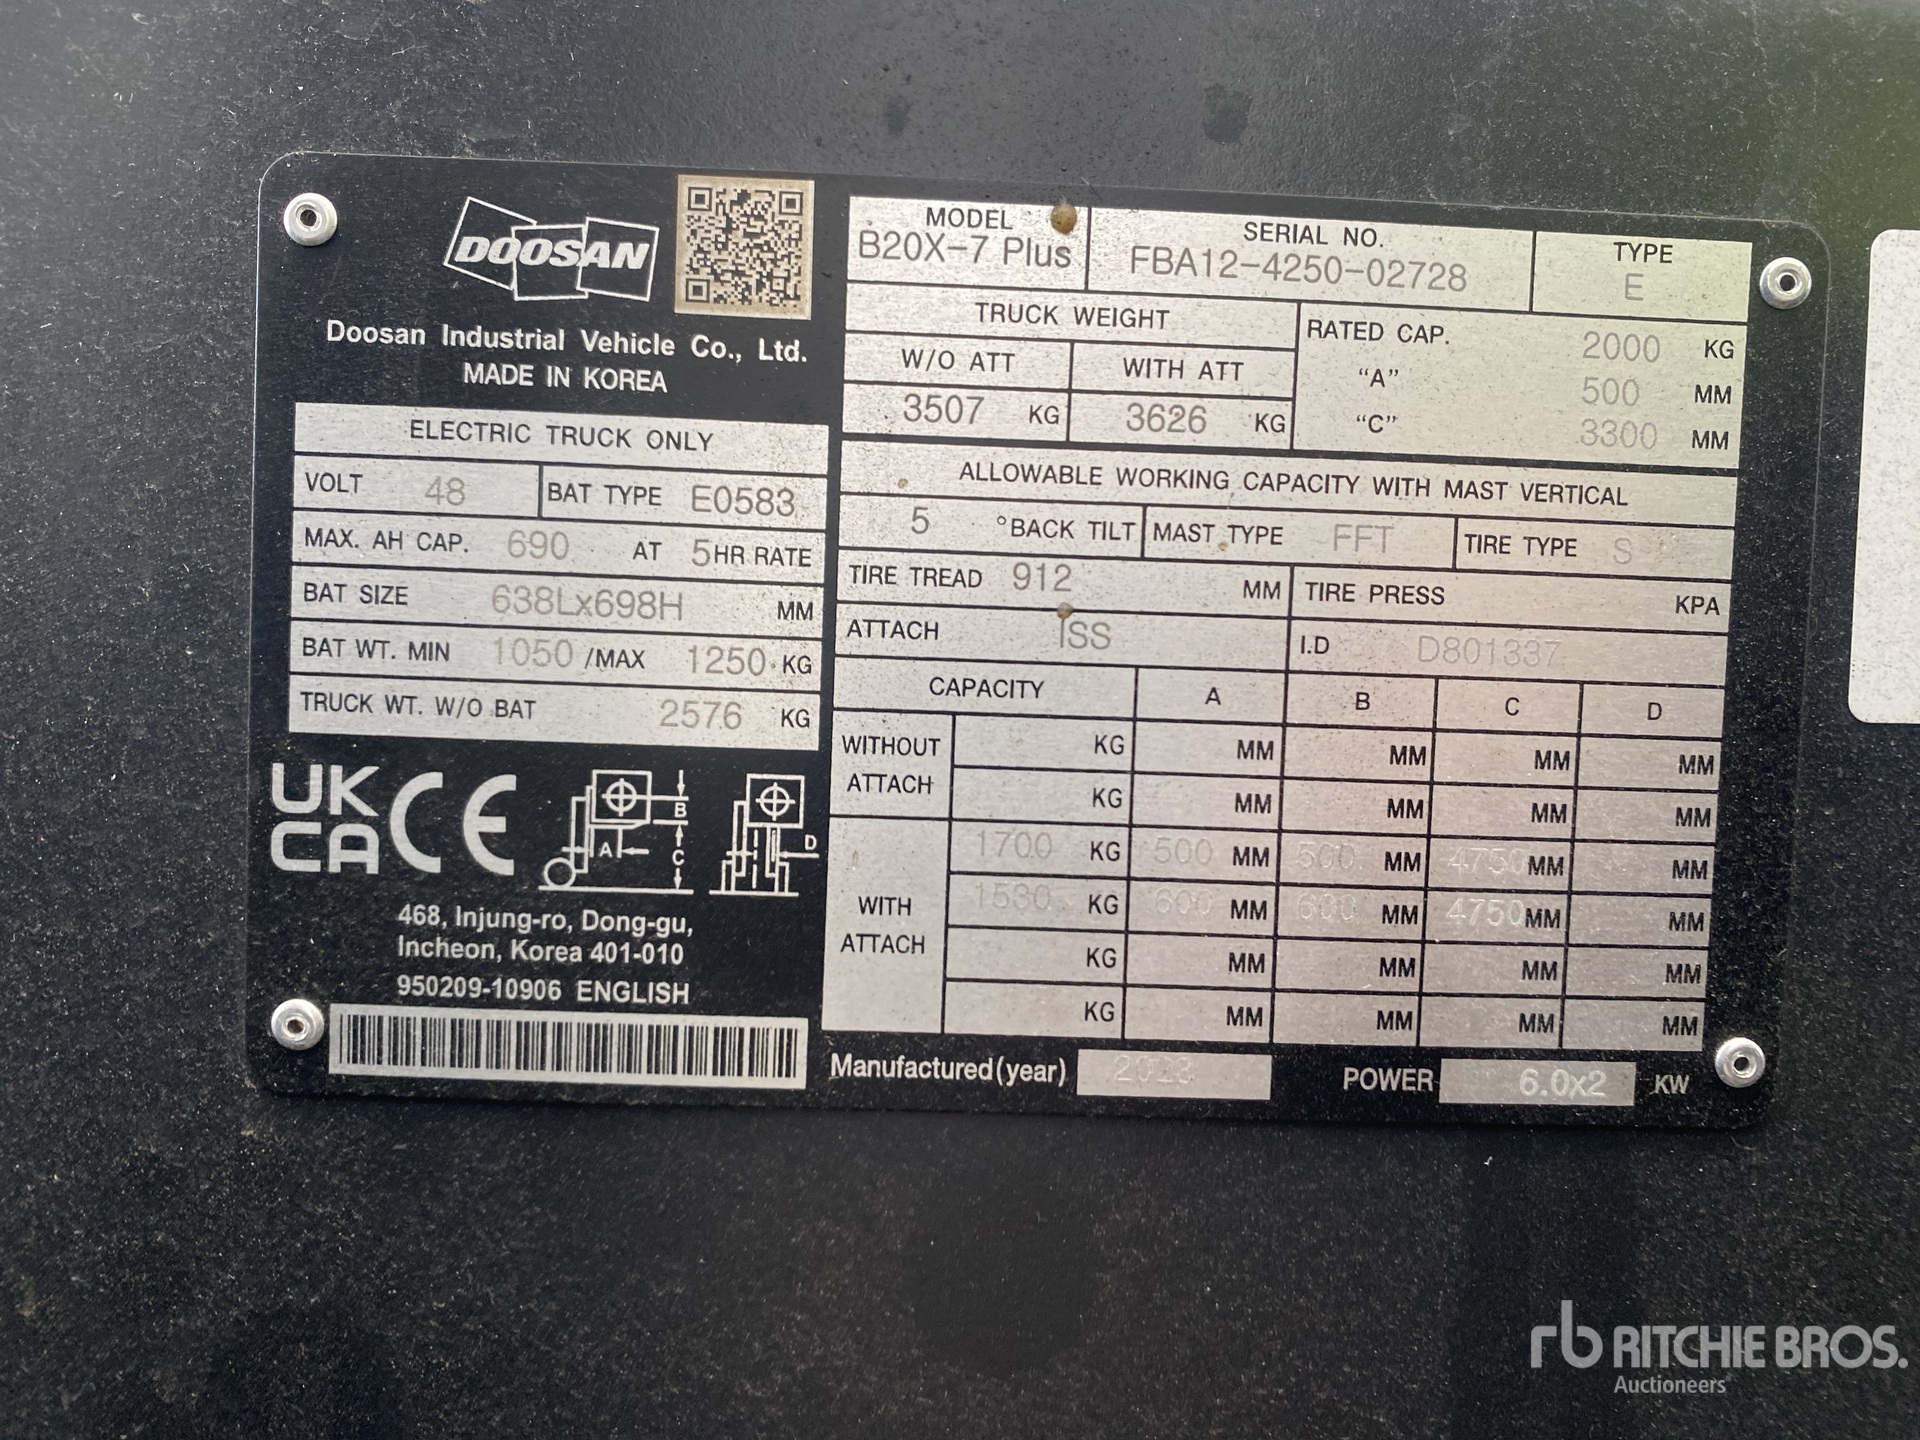 DOOSAN
Doosan Industrial Vehicle Co., Ltd.
MADE IN KOREA
ELECTRIC TRUCK ONLY
VOLT 48 BAT TYPE E0583
MAX. AH CAP. 690 AT 5HR RATE
BAT SIZE 638Lx698H MM
BAT WT. MIN 1050 /MAX 1250 KG
TRUCK WT. W/O BAT 2576 KG
UK CA CE
A B C D
468, Injung-ro, Dong-gu,
Incheon, Korea 401-010
950209-10906 ENGLISH
MODEL SERIAL NO. TYPE
B20X-7 Plus FBA12-4250-02728 E
TRUCK WEIGHT
W/O ATT WITH ATT
3507 KG 3626 KG
RATED CAP. 2000 KG
"A" 500 MM
"C" 3300 MM
ALLOWABLE WORKING CAPACITY WITH MAST VERTICAL
5 °BACK TILT MAST TYPE FFT TIRE TYPE S
TIRE TREAD 912 MM TIRE PRESS KPA
ATTACH ISS I.D D801337
CAPACITY A B C D
WITHOUT ATTACH KG MM MM MM MM
KG MM MM MM MM
WITH ATTACH 1700 KG 500 MM 500 MM 4750 MM MM
1530 KG 600 MM 600 MM 4750 MM MM
KG MM MM MM MM
KG MM MM MM MM
Manufactured(year) 2023 POWER 6.0x2 KW
rb RITCHIE BROS.
Auctioneers